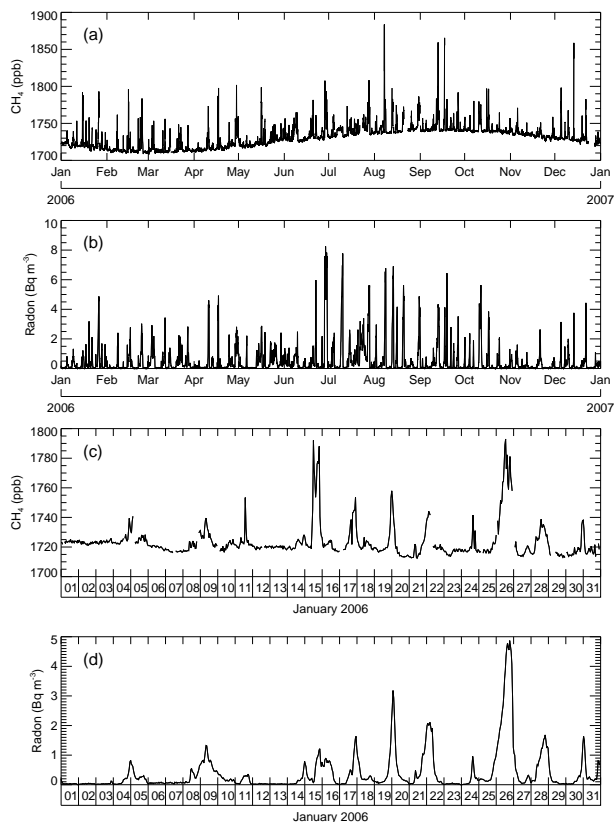 (a)
CH₄ (ppb)
1900
1850
1800
1750
1700
Jan Feb Mar Apr May Jun Jul Aug Sep Oct Nov Dec Jan
2006 2007
(b)
Radon (Bq m⁻³)
10
8
6
4
2
0
Jan Feb Mar Apr May Jun Jul Aug Sep Oct Nov Dec Jan
2006 2007
(c)
CH₄ (ppb)
1800
1780
1760
1740
1720
1700
01 02 03 04 05 06 07 08 09 10 11 12 13 14 15 16 17 18 19 20 21 22 23 24 25 26 27 28 29 30 31
January 2006
(d)
Radon (Bq m⁻³)
5
4
3
2
1
0
01 02 03 04 05 06 07 08 09 10 11 12 13 14 15 16 17 18 19 20 21 22 23 24 25 26 27 28 29 30 31
January 2006